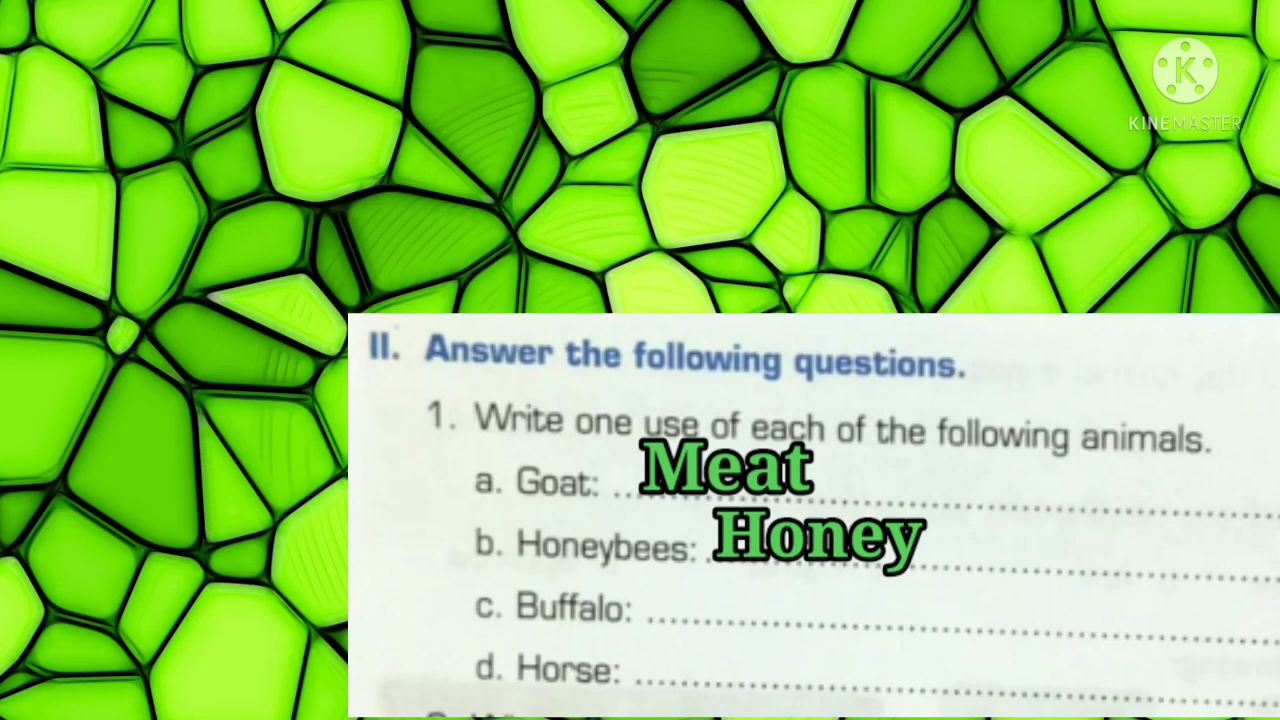 K
KINEMASTER
II. Answer the following questions.
1. Write one use of each of the following animals.
a. Goat: Meat
b. Honeybees: Honey
c. Buffalo:
d. Horse: